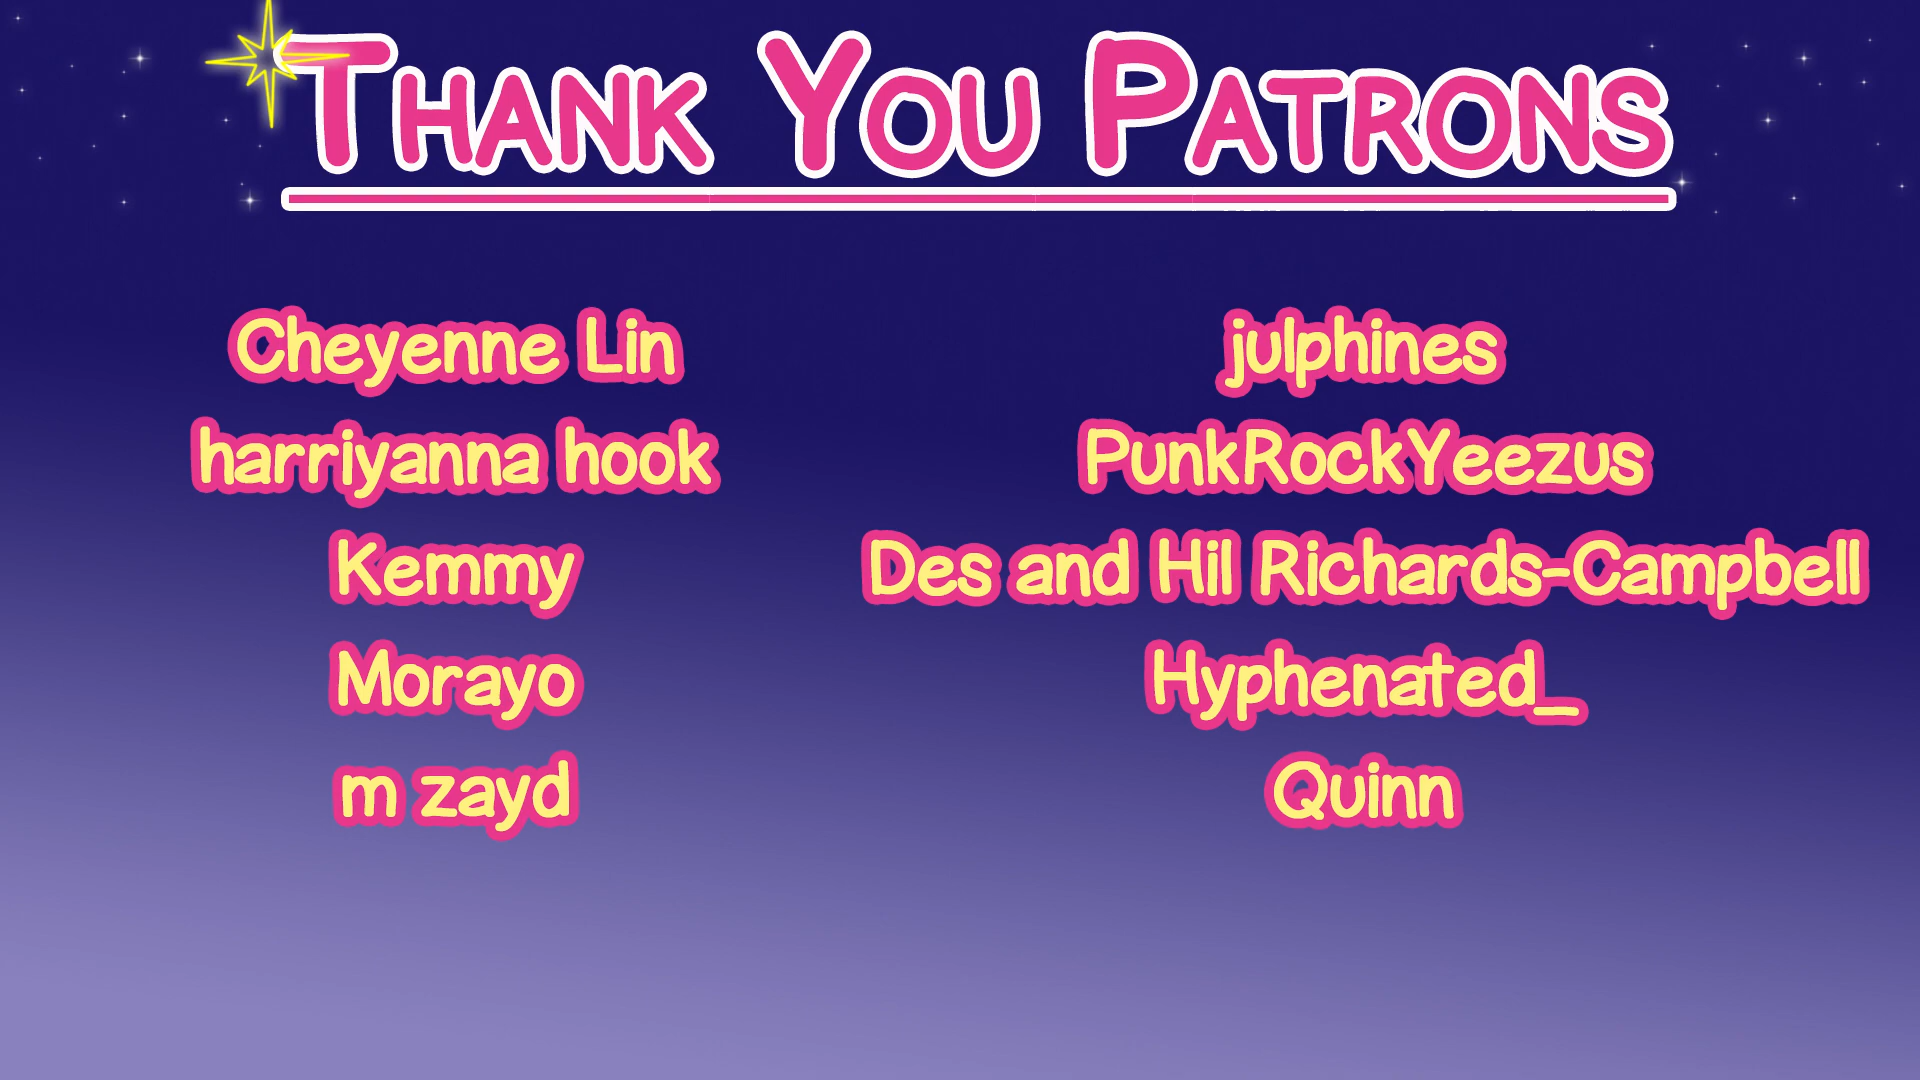 Thank You Patrons
Cheyenne Lin
harriyanna hook
Kemmy
Morayo
m zayd
julphines
PunkRockYeezus
Des and Hil Richards-Campbell
Hyphenated_
Quinn